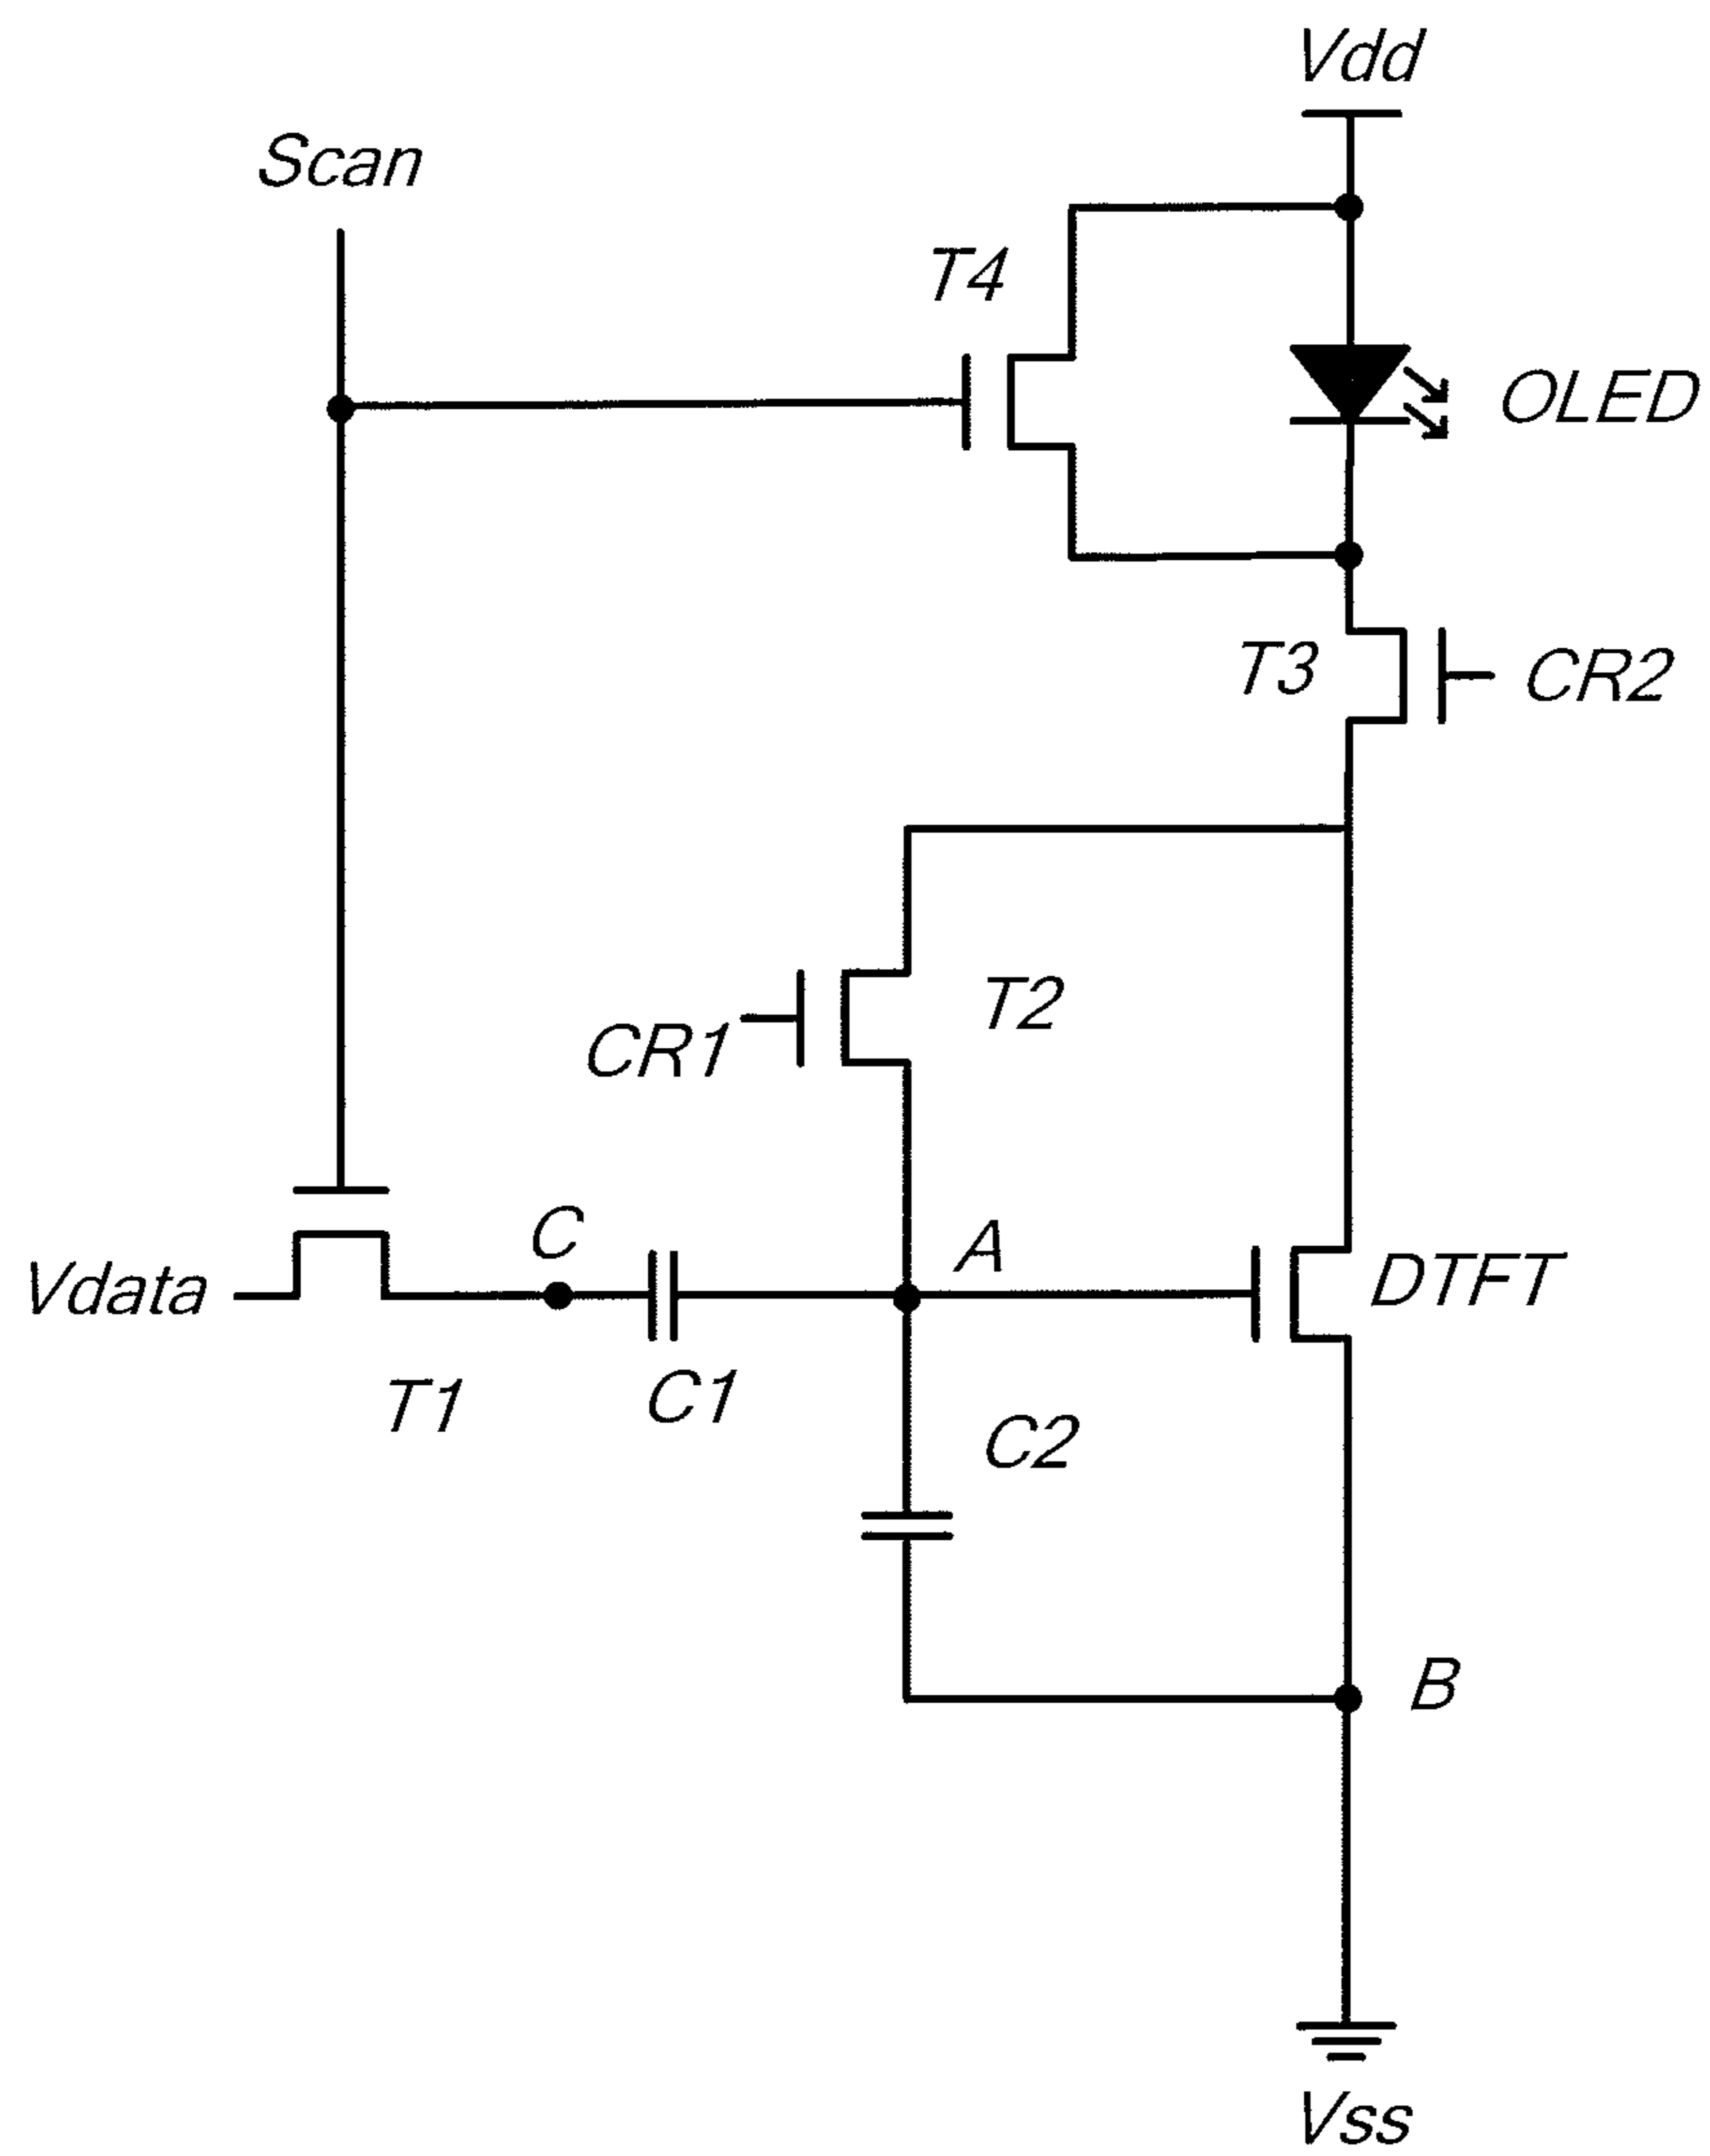 Vdd
Scan
T4
OLED
T3
CR2
T2
CR1
C
A
Vdata
DTFT
T1
C1
C2
B
Vss